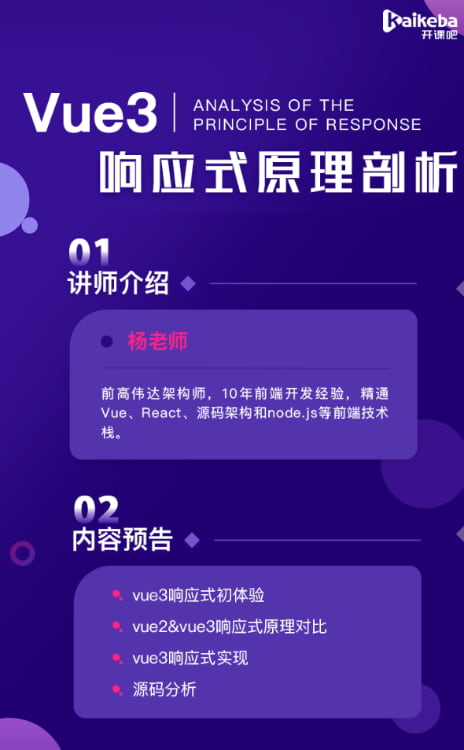 Kaikeba
开课吧
Vue3
ANALYSIS OF THE
PRINCIPLE OF RESPONSE
响应式原理剖析
01
讲师介绍
杨老师
前高伟达架构师，10年前端开发经验，精通
Vue、React、源码架构和node.js等前端技术
栈。
02
内容预告
vue3响应式初体验
vue2&vue3响应式原理对比
vue3响应式实现
源码分析